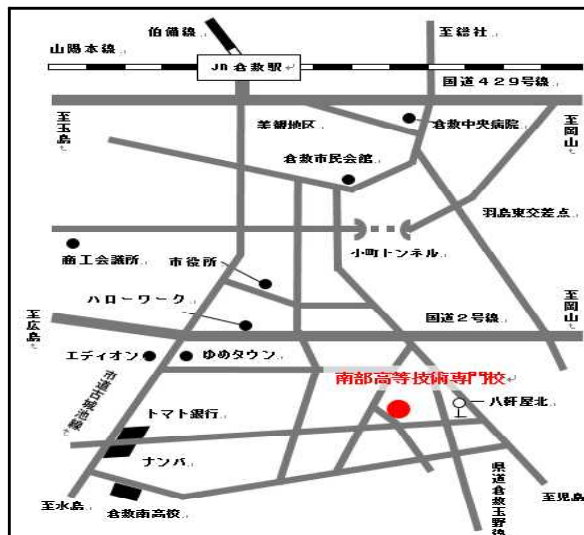 伯備線
至総社
山陽本線
JR倉敷駅
国道429号線
至玉島
美観地区
倉敷中央病院
至岡山
倉敷市民会館
羽島東交差点
小町トンネル
商工会議所
市役所
ハローワーク
国道2号線
至岡山
至広島
エディオン
ゆめタウン
市道古城池線
南部高等技術専門校
八軒屋北
トマト銀行
ナンバ
県道倉敷玉野線
至水島
倉敷南高校
至児島